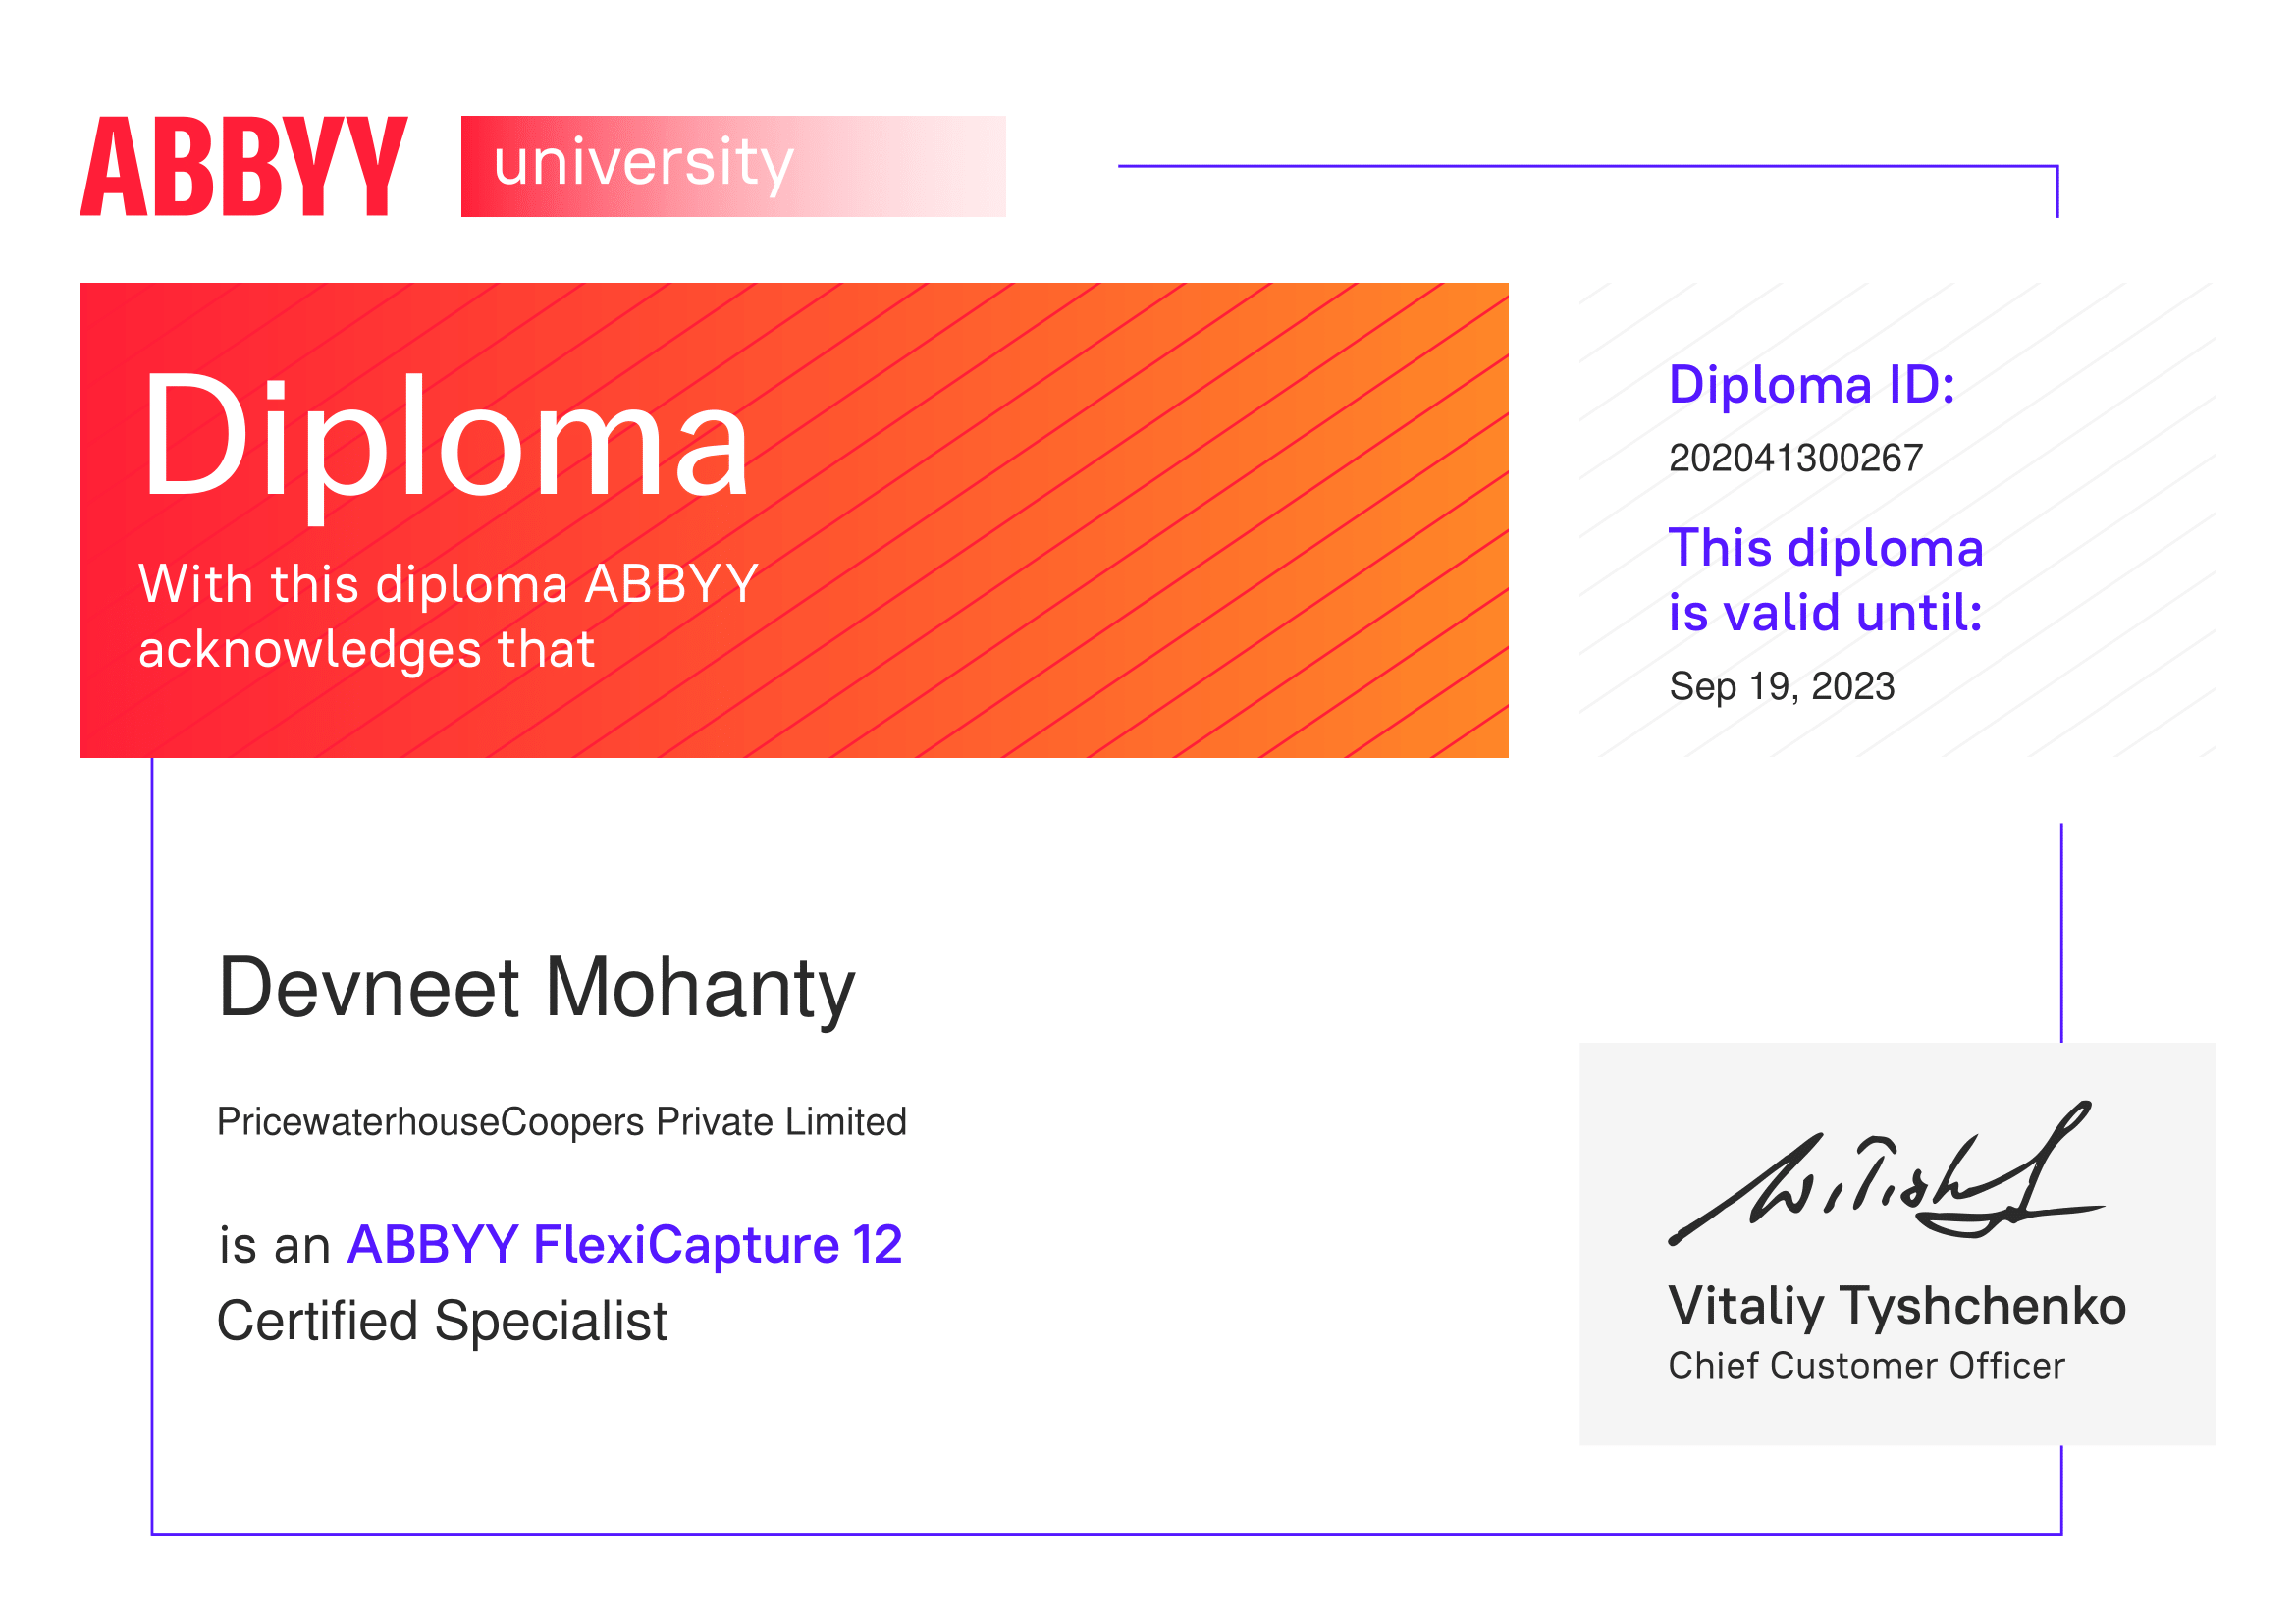 ABBYY university
Diploma
With this diploma ABBYY
acknowledges that
Diploma ID:
202041300267
This diploma
is valid until:
Sep 19, 2023
Devneet Mohanty
PricewaterhouseCoopers Private Limited
is an ABBYY FlexiCapture 12
Certified Specialist
Vitaliy Tyshchenko
Chief Customer Officer